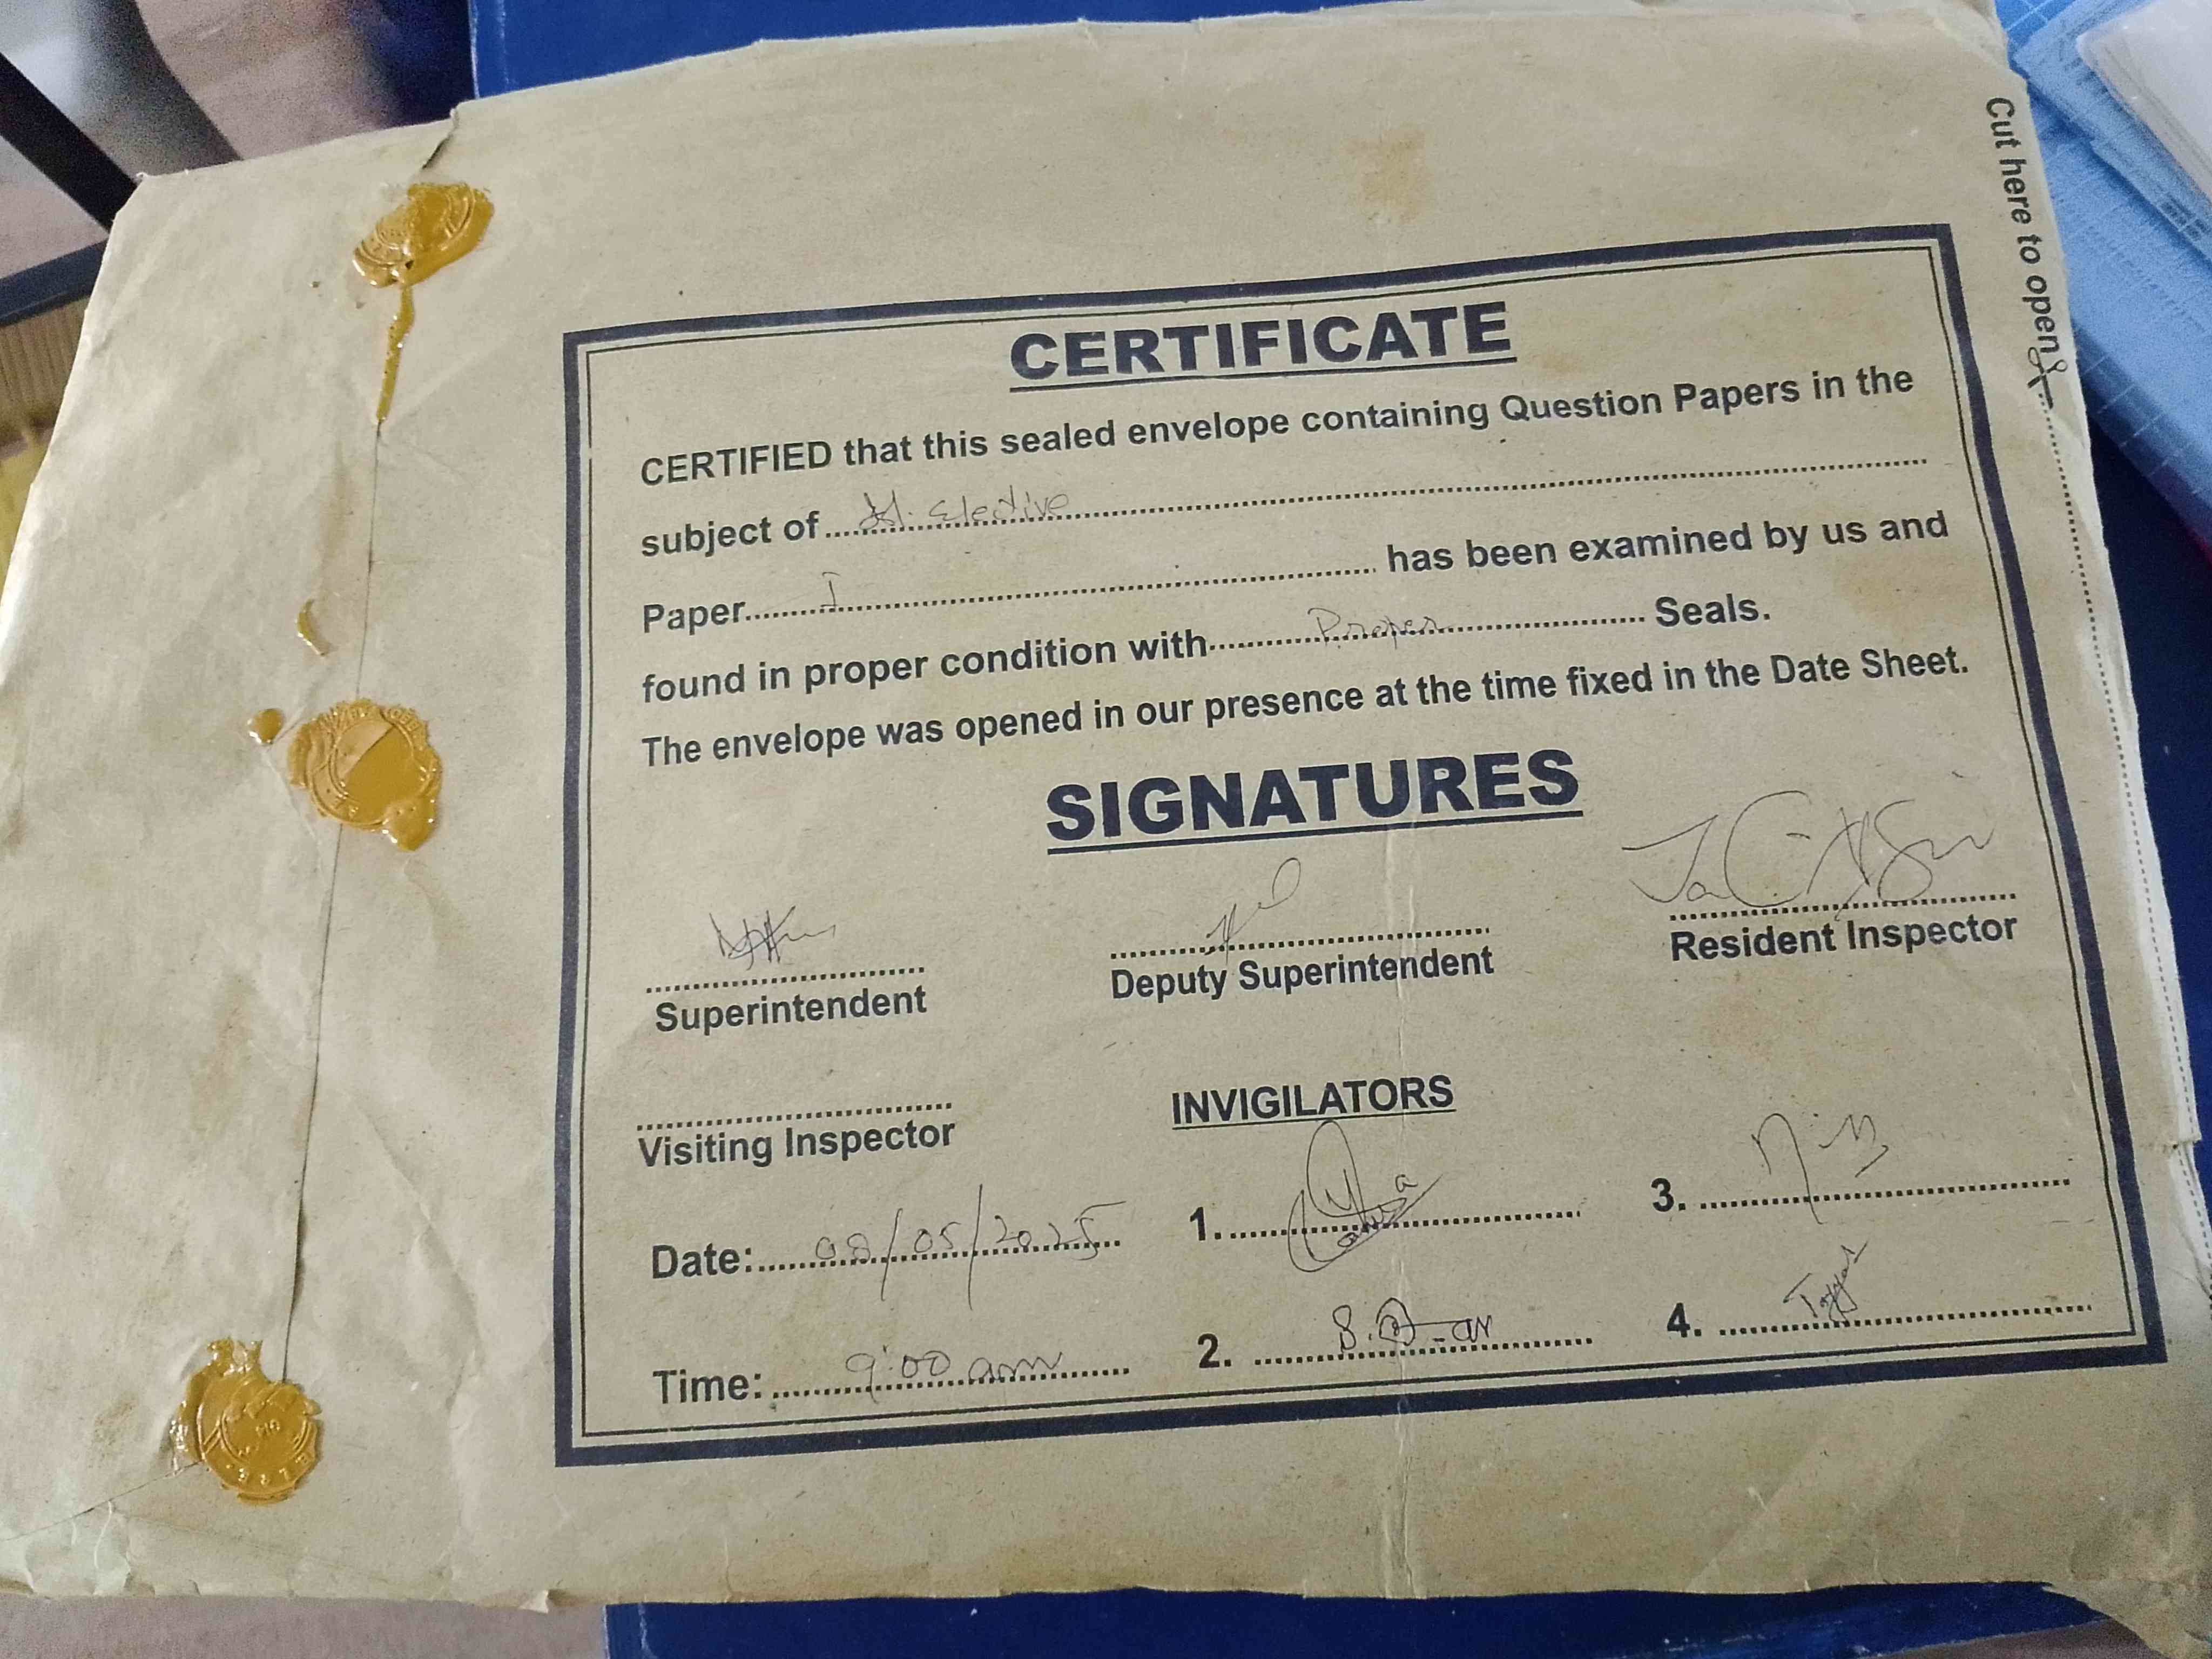 Cut here to open
CERTIFICATE
CERTIFIED that this sealed envelope containing Question Papers in the
subject of Elective
Paper I has been examined by us and
found in proper condition with Proper Seals.
The envelope was opened in our presence at the time fixed in the Date Sheet.
SIGNATURES
Superintendent
Deputy Superintendent
Resident Inspector
Visiting Inspector
INVIGILATORS
Date: 08/05/2025
1.
3.
Time: 9:00 am
2.
4. Tayyab